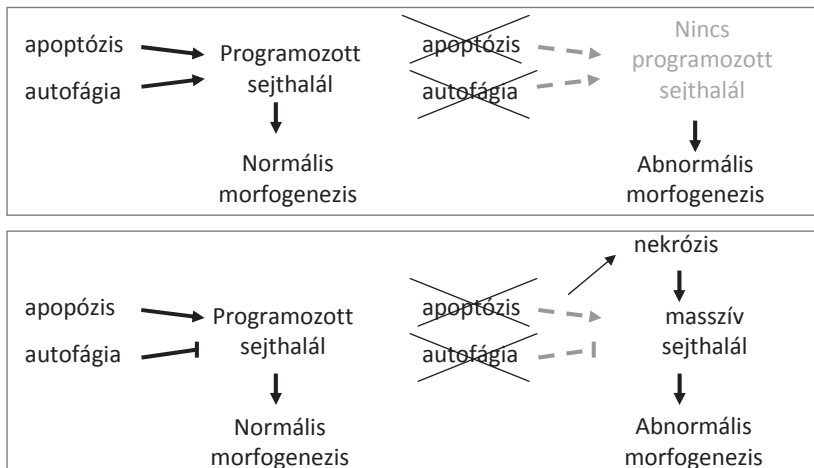 apoptózis
autofágia
Programozott
sejthalál
Normális
morfogenezis
apoptózis
autofágia
Nincs
programozott
sejthalál
Abnormális
morfogenezis
apopózis
autofágia
Programozott
sejthalál
Normális
morfogenezis
apoptózis
autofágia
nekrózis
masszív
sejthalál
Abnormális
morfogenezis